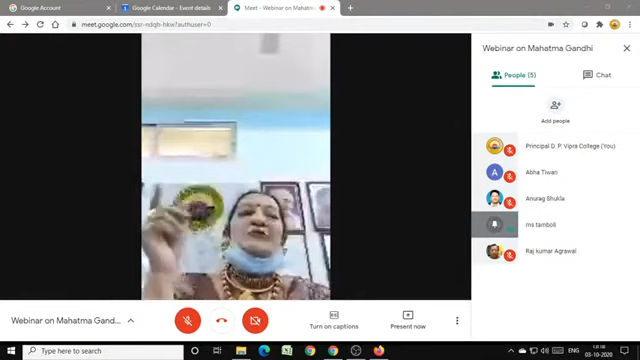 Google Account
Google Calendar - Event details
Meet - Webinar on Mahatma Gan
meet.google.com/ssr-ndqh-hkw?authuser=0
Webinar on Mahatma Gandhi
People (5)
Chat
Add people
Principal D. P. Vipra College (You)
A
Abha Tiwari
Anurag Shukla
ms tamboli
Raj kumar Agrawal
Webinar on Mahatma Gand...
Turn on captions
Present now
Type here to search
ENG
03-10-2020